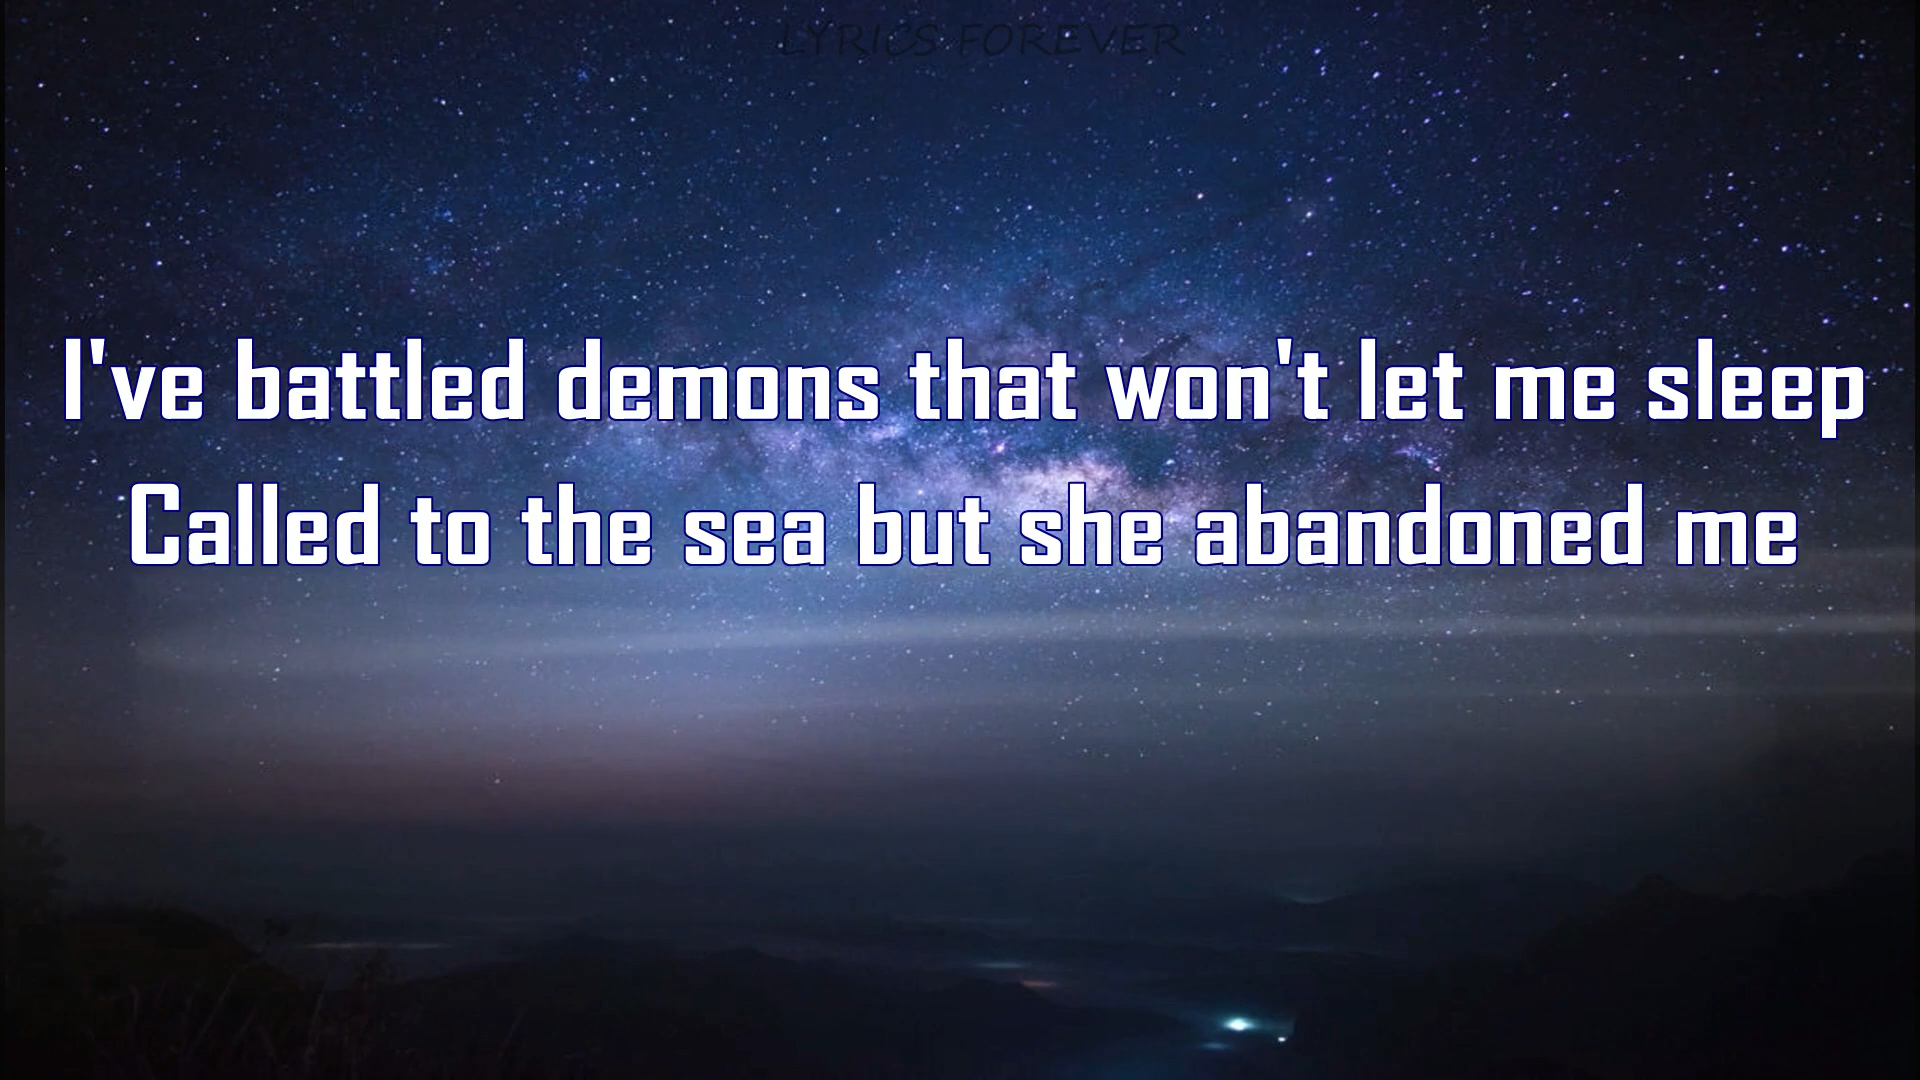 LYRICS FOREVER
I've battled demons that won't let me sleep
Called to the sea but she abandoned me